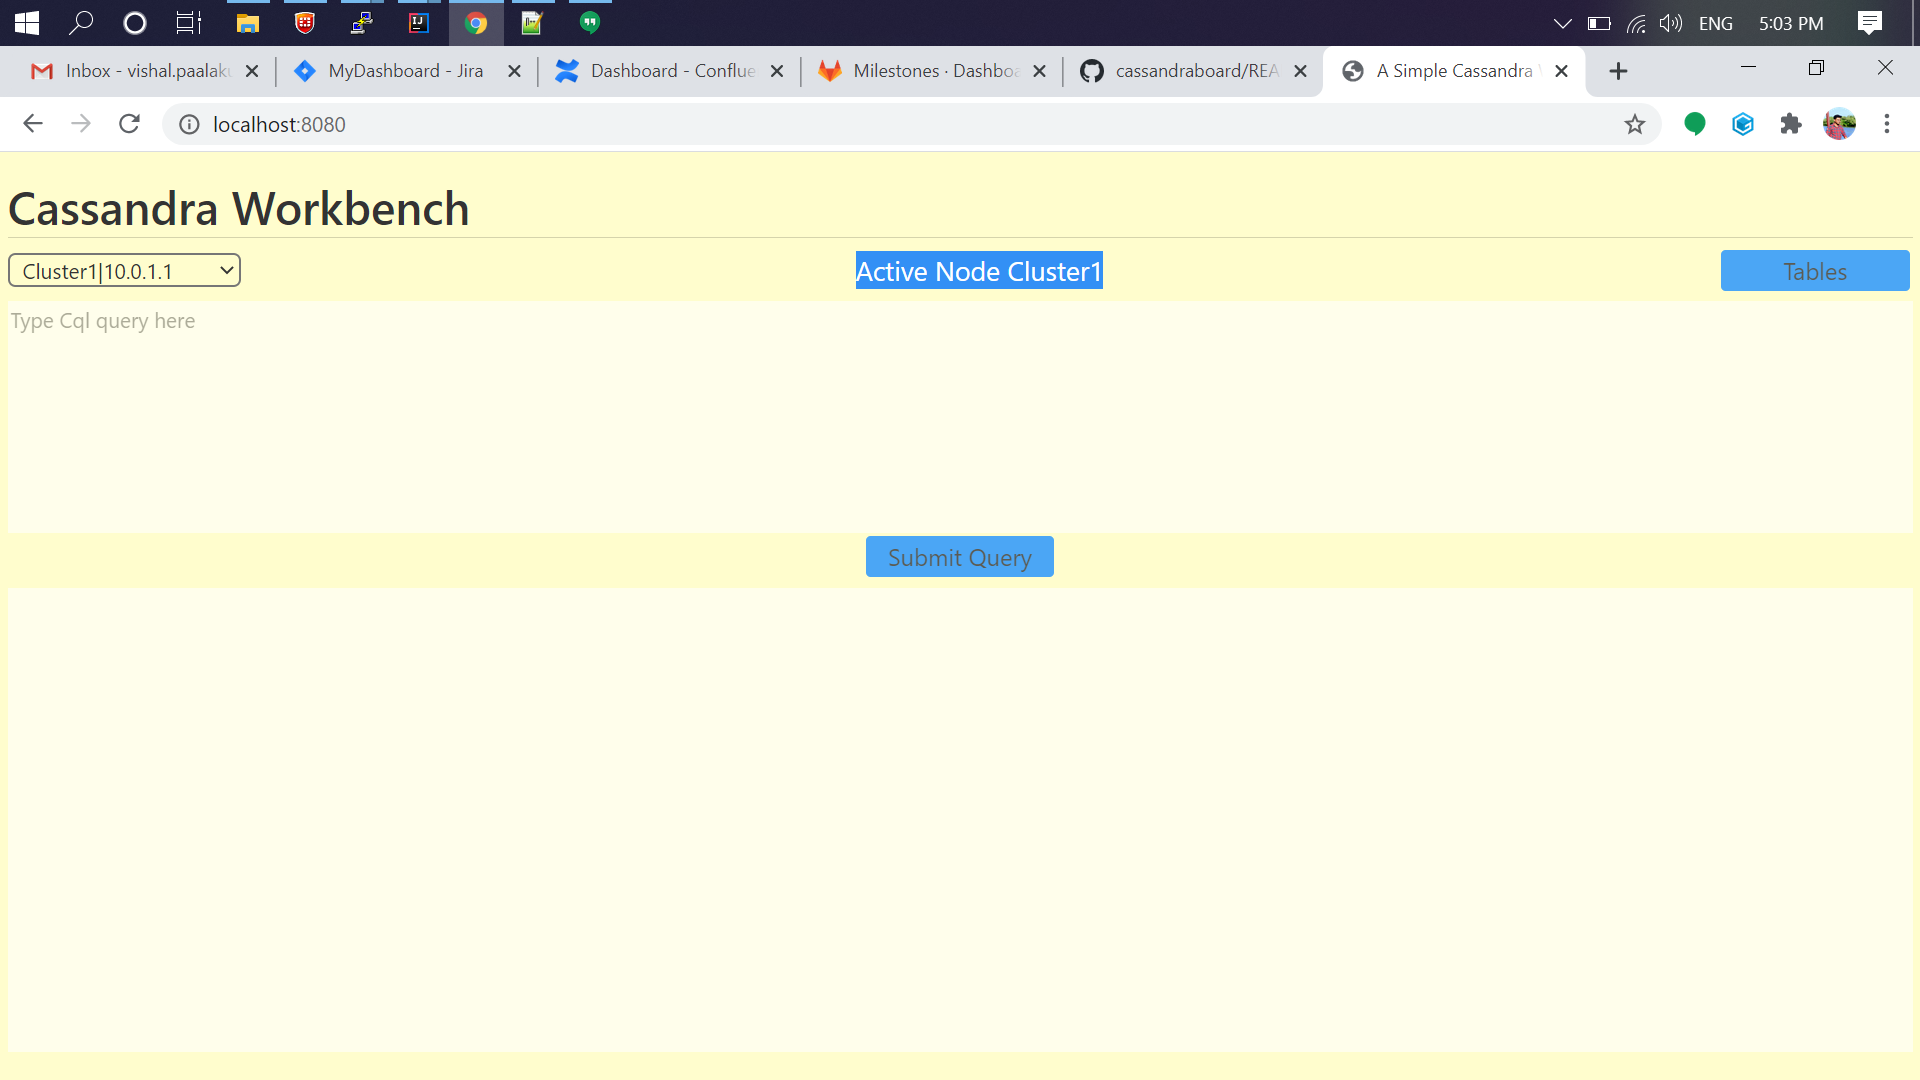 ENG 5:03 PM
Inbox - vishal.paalak MyDashboard - Jira Dashboard - Conflue Milestones · Dashboa cassandraboard/REA A Simple Cassandra
localhost:8080
Cassandra Workbench
Cluster1|10.0.1.1 Active Node Cluster1 Tables
Type Cql query here
Submit Query